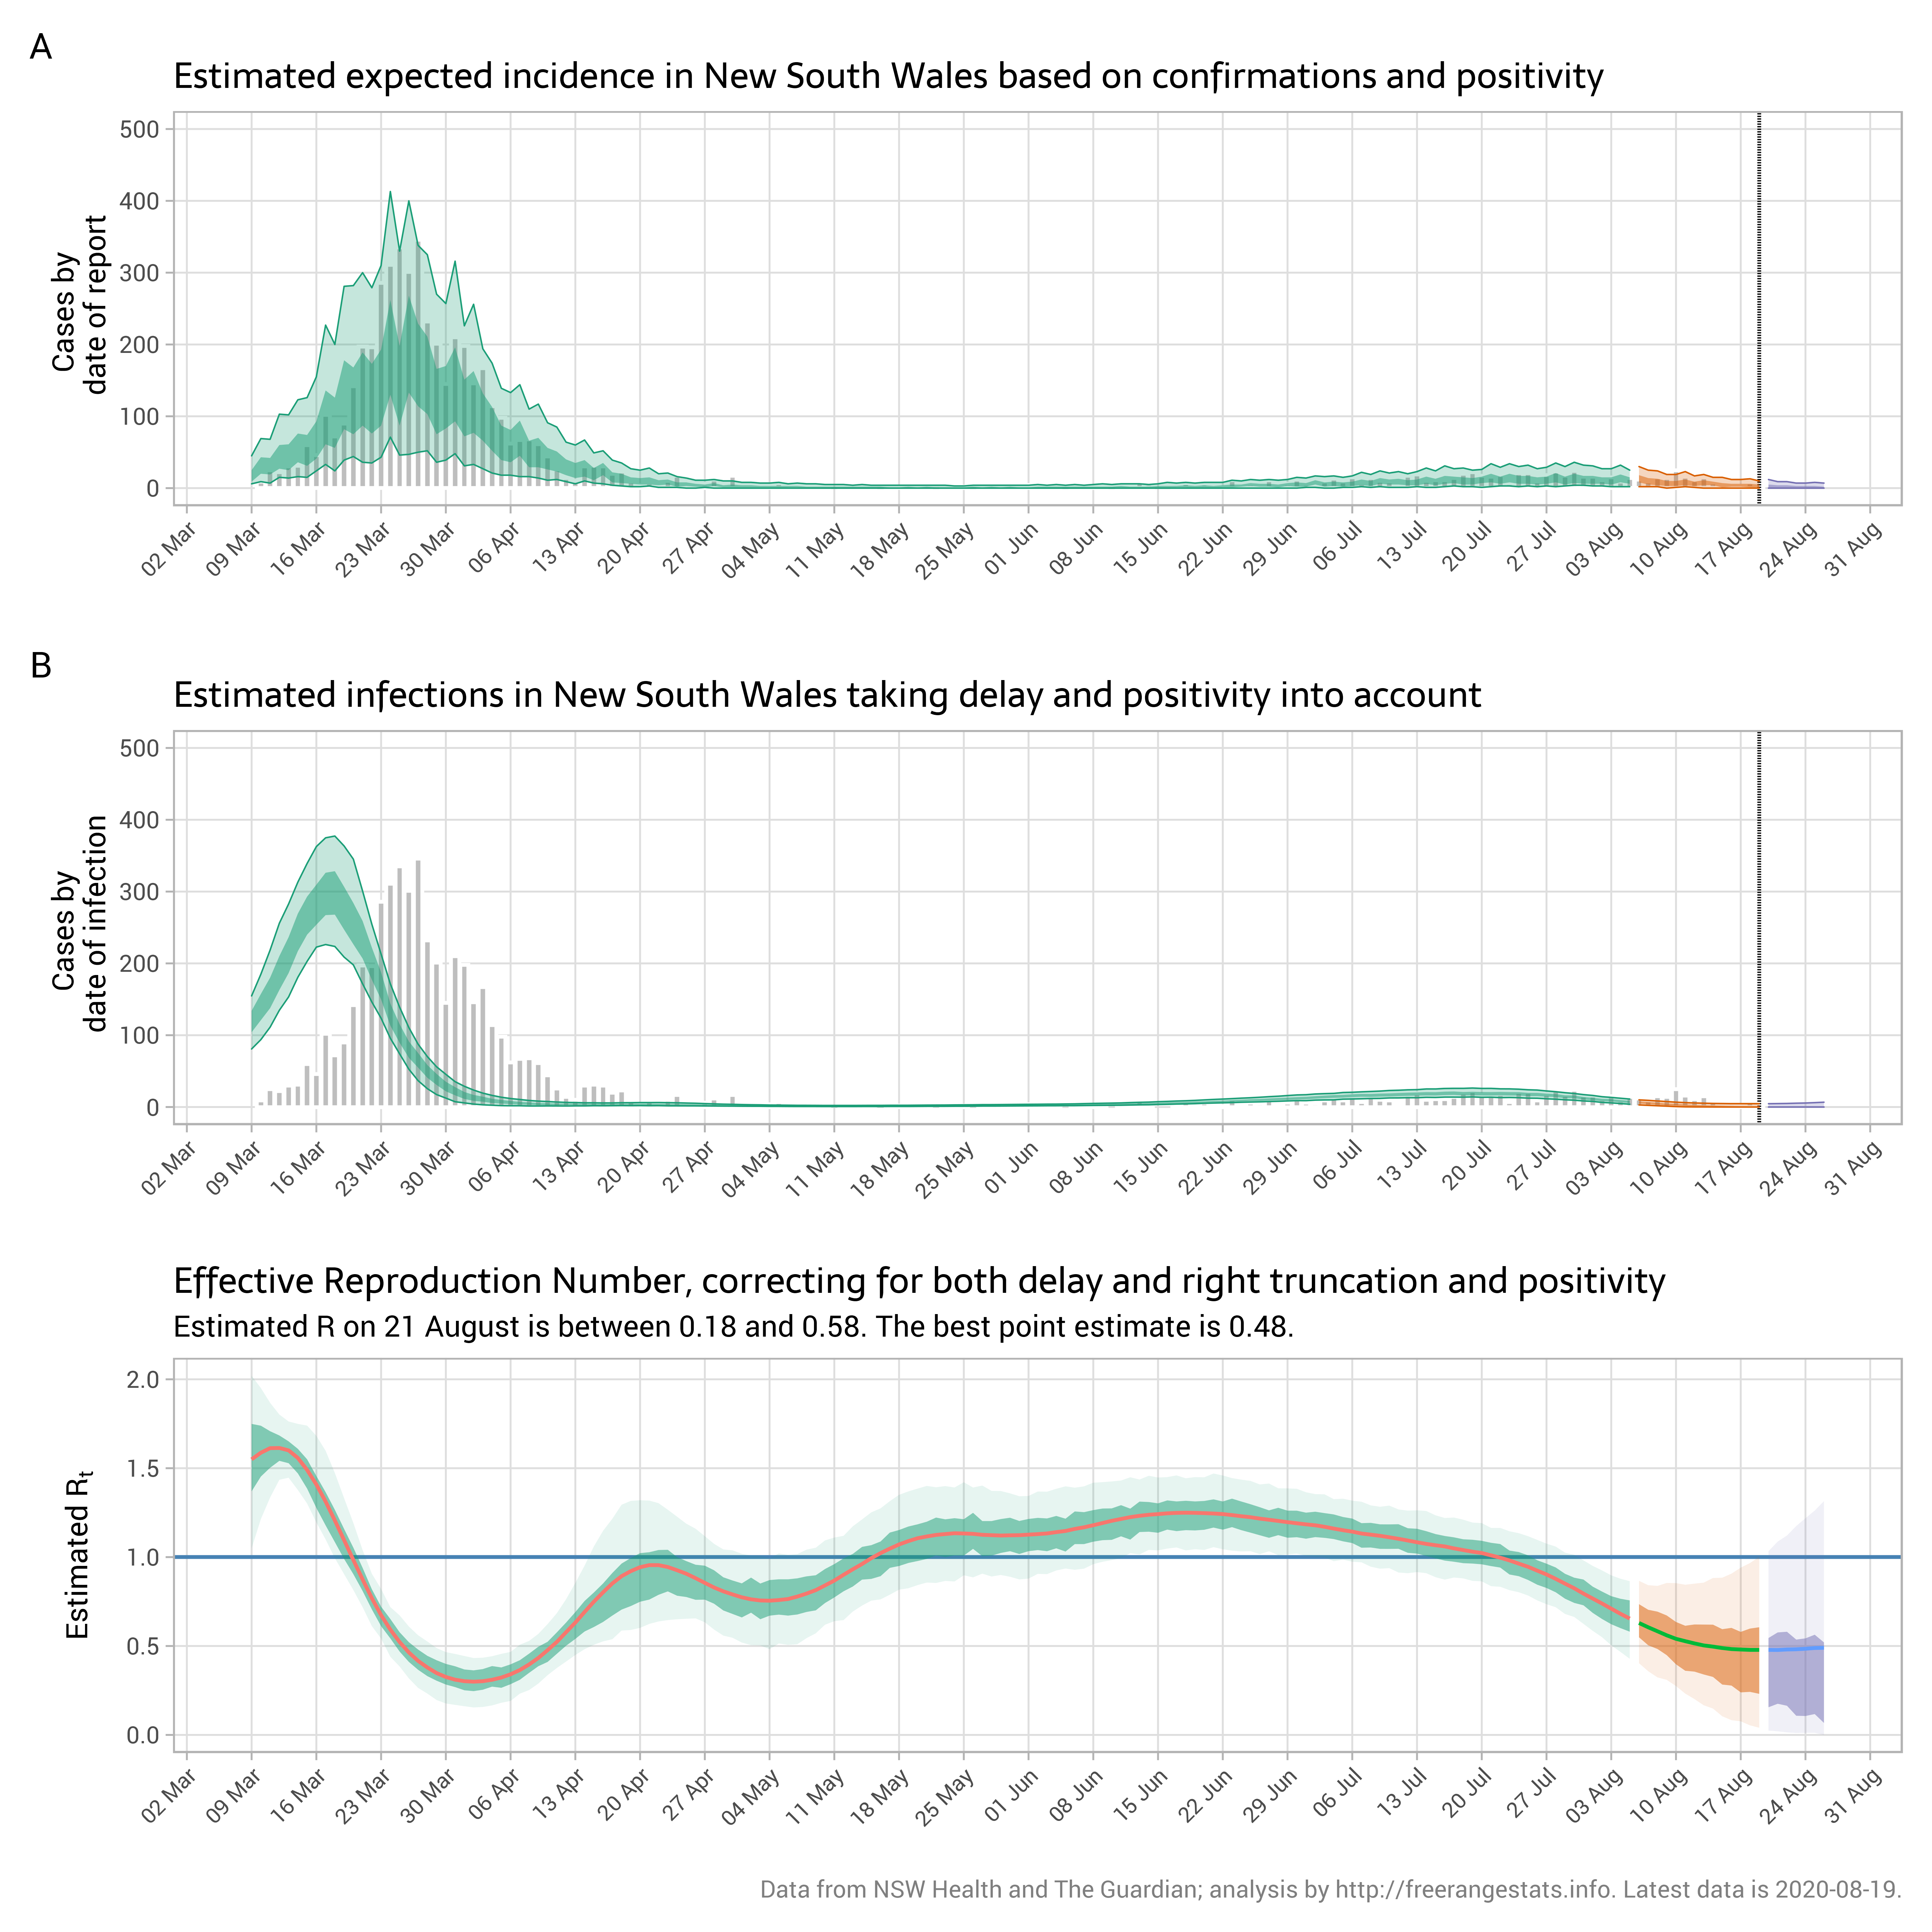 A
Estimated expected incidence in New South Wales based on confirmations and positivity
Cases by
date of report
500
400
300
200
100
0
02 Mar
09 Mar
16 Mar
23 Mar
30 Mar
06 Apr
13 Apr
20 Apr
27 Apr
04 May
11 May
18 May
25 May
01 Jun
08 Jun
15 Jun
22 Jun
29 Jun
06 Jul
13 Jul
20 Jul
27 Jul
03 Aug
10 Aug
17 Aug
24 Aug
31 Aug
B
Estimated infections in New South Wales taking delay and positivity into account
Cases by
date of infection
500
400
300
200
100
0
02 Mar
09 Mar
16 Mar
23 Mar
30 Mar
06 Apr
13 Apr
20 Apr
27 Apr
04 May
11 May
18 May
25 May
01 Jun
08 Jun
15 Jun
22 Jun
29 Jun
06 Jul
13 Jul
20 Jul
27 Jul
03 Aug
10 Aug
17 Aug
24 Aug
31 Aug
Effective Reproduction Number, correcting for both delay and right truncation and positivity
Estimated R on 21 August is between 0.18 and 0.58. The best point estimate is 0.48.
Estimated Rt
2.0
1.5
1.0
0.5
0.0
02 Mar
09 Mar
16 Mar
23 Mar
30 Mar
06 Apr
13 Apr
20 Apr
27 Apr
04 May
11 May
18 May
25 May
01 Jun
08 Jun
15 Jun
22 Jun
29 Jun
06 Jul
13 Jul
20 Jul
27 Jul
03 Aug
10 Aug
17 Aug
24 Aug
31 Aug
Data from NSW Health and The Guardian; analysis by http://freerangestats.info. Latest data is 2020-08-19.